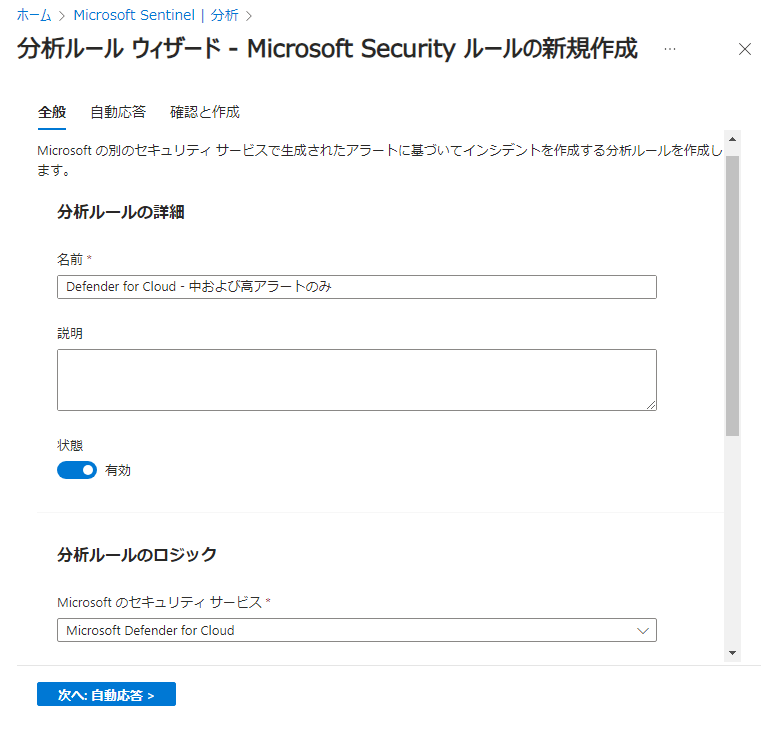 ホーム > Microsoft Sentinel | 分析 >
分析ルール ウィザード - Microsoft Security ルールの新規作成 ...
全般 自動応答 確認と作成
Microsoft の別のセキュリティ サービスで生成されたアラートに基づいてインシデントを作成する分析ルールを作成し
ます。
分析ルールの詳細
名前 *
Defender for Cloud - 中および高アラートのみ
説明
状態
有効
分析ルールのロジック
Microsoft のセキュリティ サービス *
Microsoft Defender for Cloud
次へ: 自動応答 >